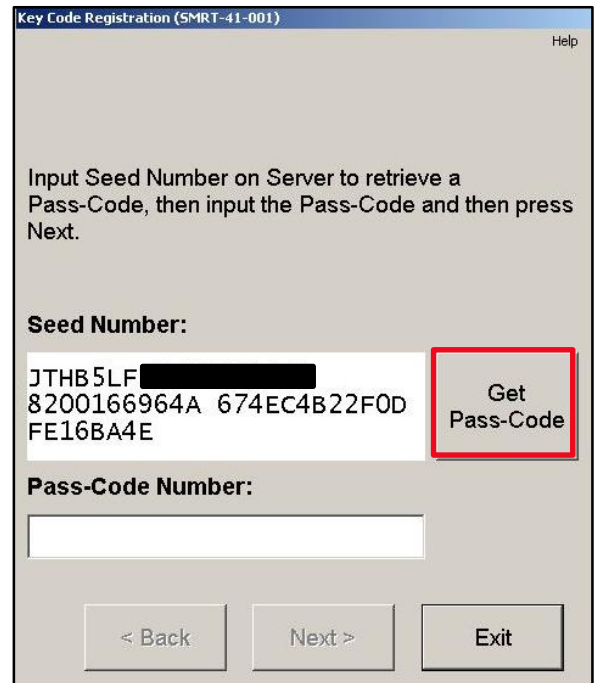 Key Code Registration (SMRT-41-001)
Help
Input Seed Number on Server to retrieve a
Pass-Code, then input the Pass-Code and then press
Next.
Seed Number:
JTHB5LF
8200166964A 674EC4B22F0D
FE16BA4E
Get
Pass-Code
Pass-Code Number:
< Back
Next >
Exit